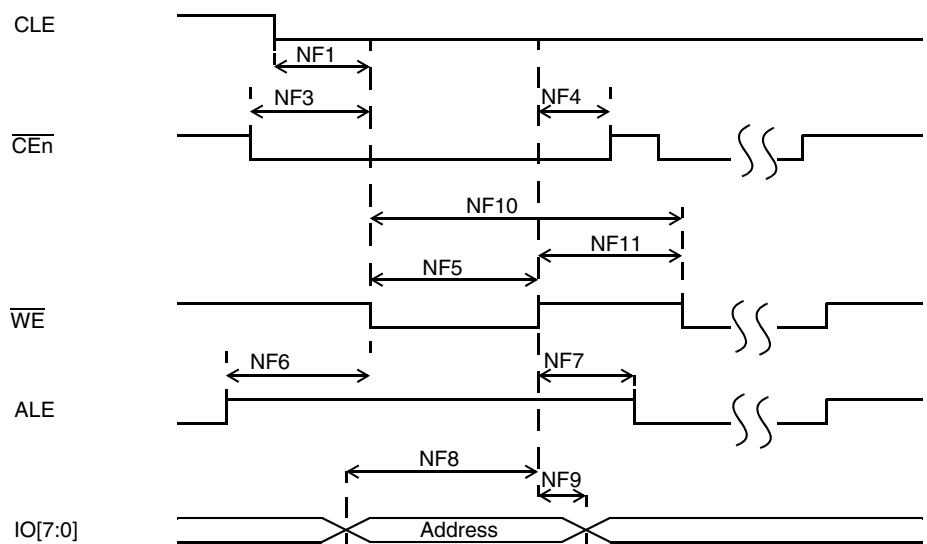 CLE
NF1
NF3
NF4
CEn
NF10
NF11
NF5
WE
NF6
NF7
ALE
NF8
NF9
IO[7:0]
Address